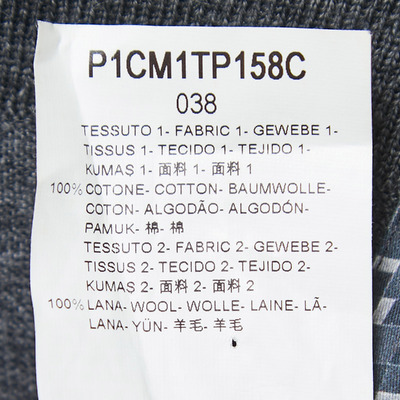 P1CM1TP158C
038
TESSUTO 1- FABRIC 1- GEWEBE 1-
TISSUS 1- TECIDO 1- TEJIDO 1-
KUMAS 1- 面料 1- 面料 1
100% COTONE- COTTON- BAUMWOLLE-
COTON- ALGODÃO- ALGODÓN-
PAMUK- 棉- 棉
TESSUTO 2- FABRIC 2- GEWEBE 2-
TISSUS 2- TECIDO 2- TEJIDO 2-
KUMAS 2- 面料 2- 面料 2
100% LANA- WOOL- WOLLE- LAINE- LÃ-
LANA- YÜN- 羊毛- 羊毛